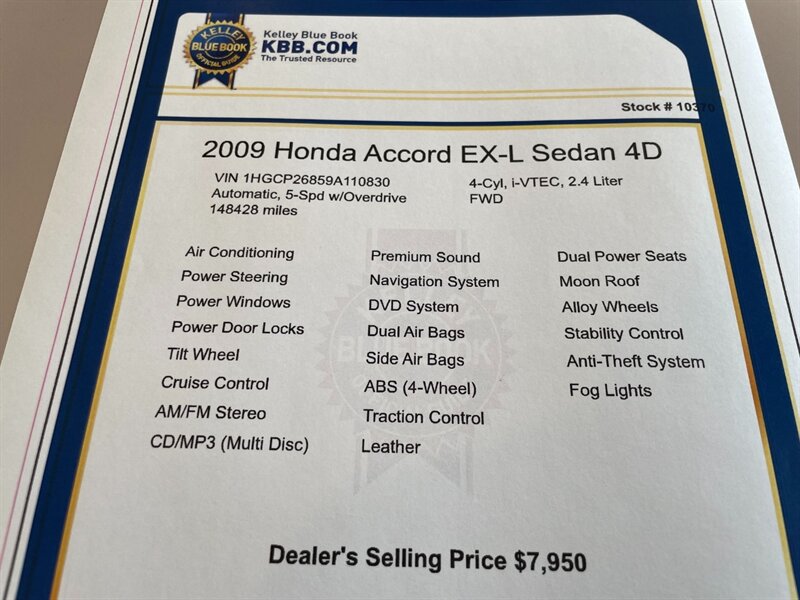 KELLEY
BLUE BOOK
OFFICIAL GUIDE
Kelley Blue Book
KBB.COM
The Trusted Resource
Stock # 10370
2009 Honda Accord EX-L Sedan 4D
VIN 1HGCP26859A110830
Automatic, 5-Spd w/Overdrive
148428 miles
4-Cyl, i-VTEC, 2.4 Liter
FWD
Air Conditioning
Power Steering
Power Windows
Power Door Locks
Tilt Wheel
Cruise Control
AM/FM Stereo
CD/MP3 (Multi Disc)
Premium Sound
Navigation System
DVD System
Dual Air Bags
Side Air Bags
ABS (4-Wheel)
Traction Control
Leather
Dual Power Seats
Moon Roof
Alloy Wheels
Stability Control
Anti-Theft System
Fog Lights
BLUE BOOK
Dealer's Selling Price $7,950